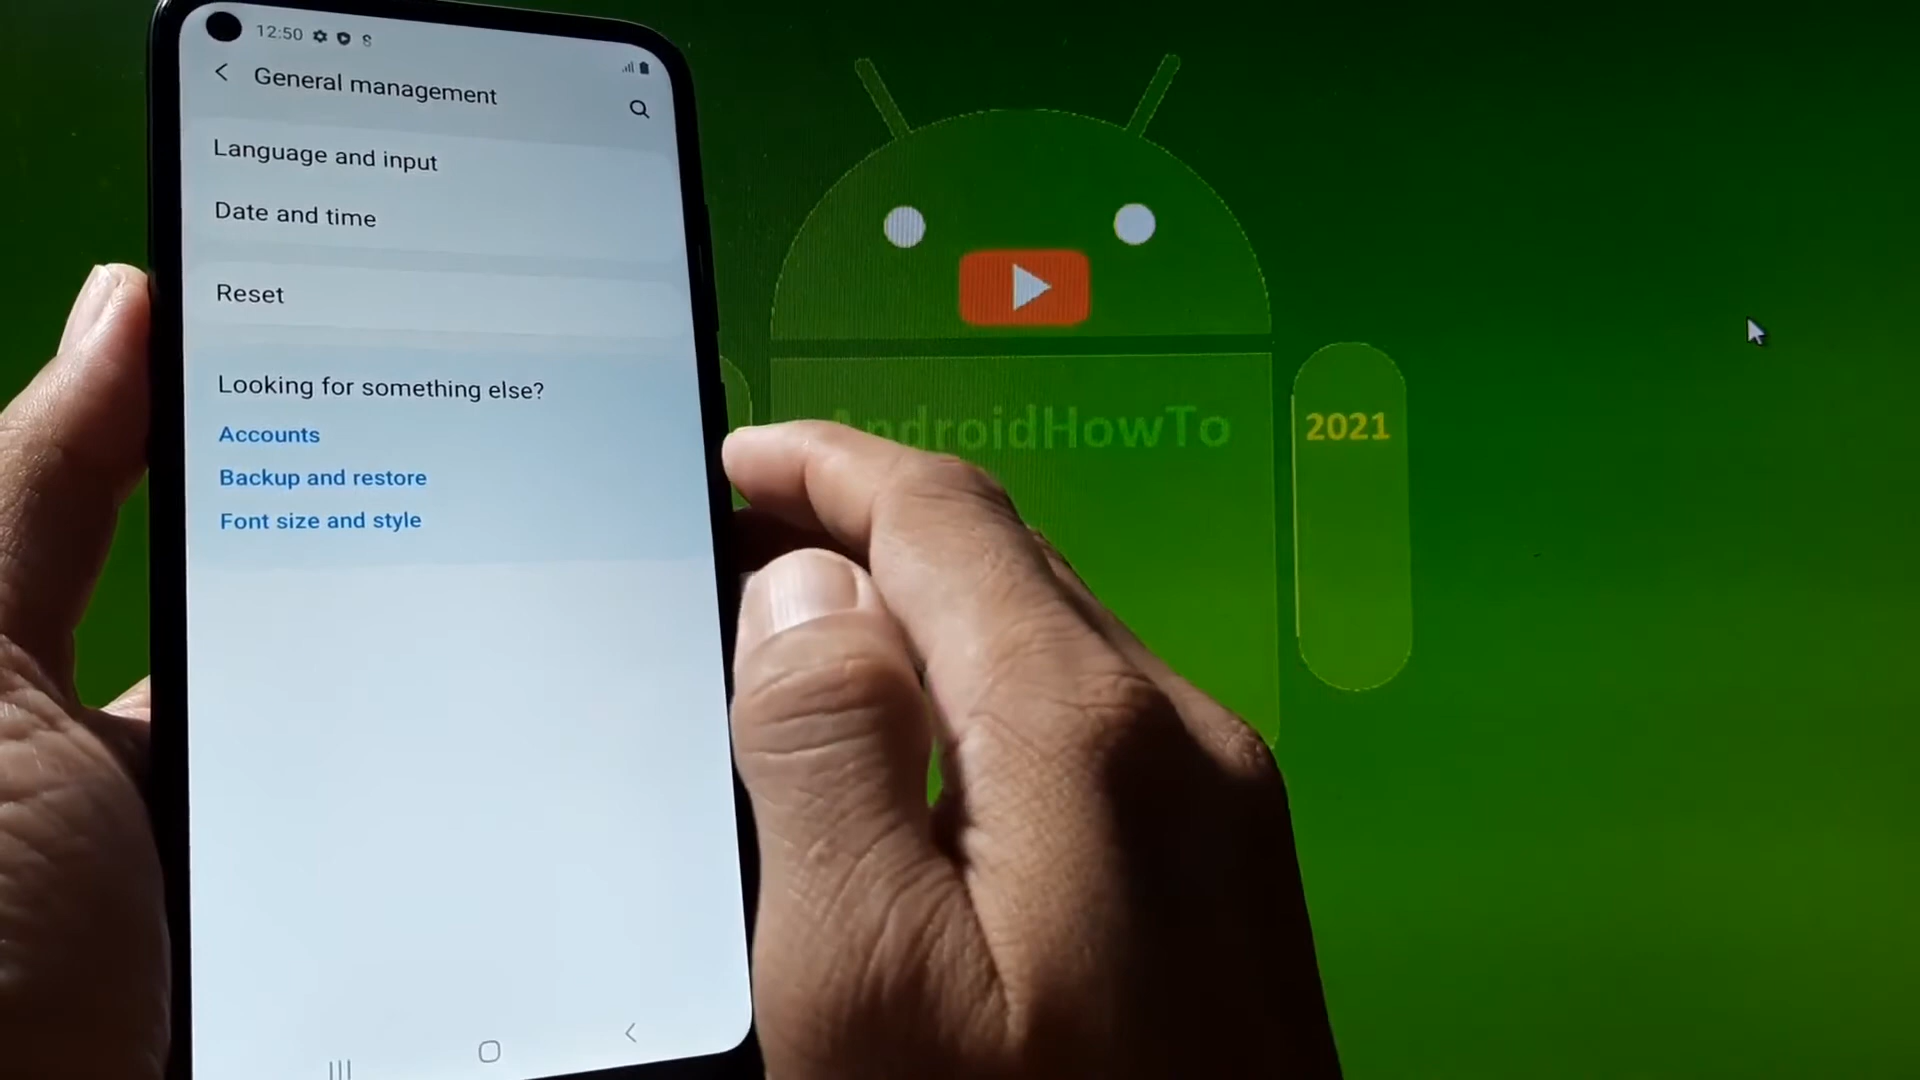 12:50
General management
Language and input
Date and time
Reset
Looking for something else?
Accounts
Backup and restore
Font size and style
AndroidHowTo
2021